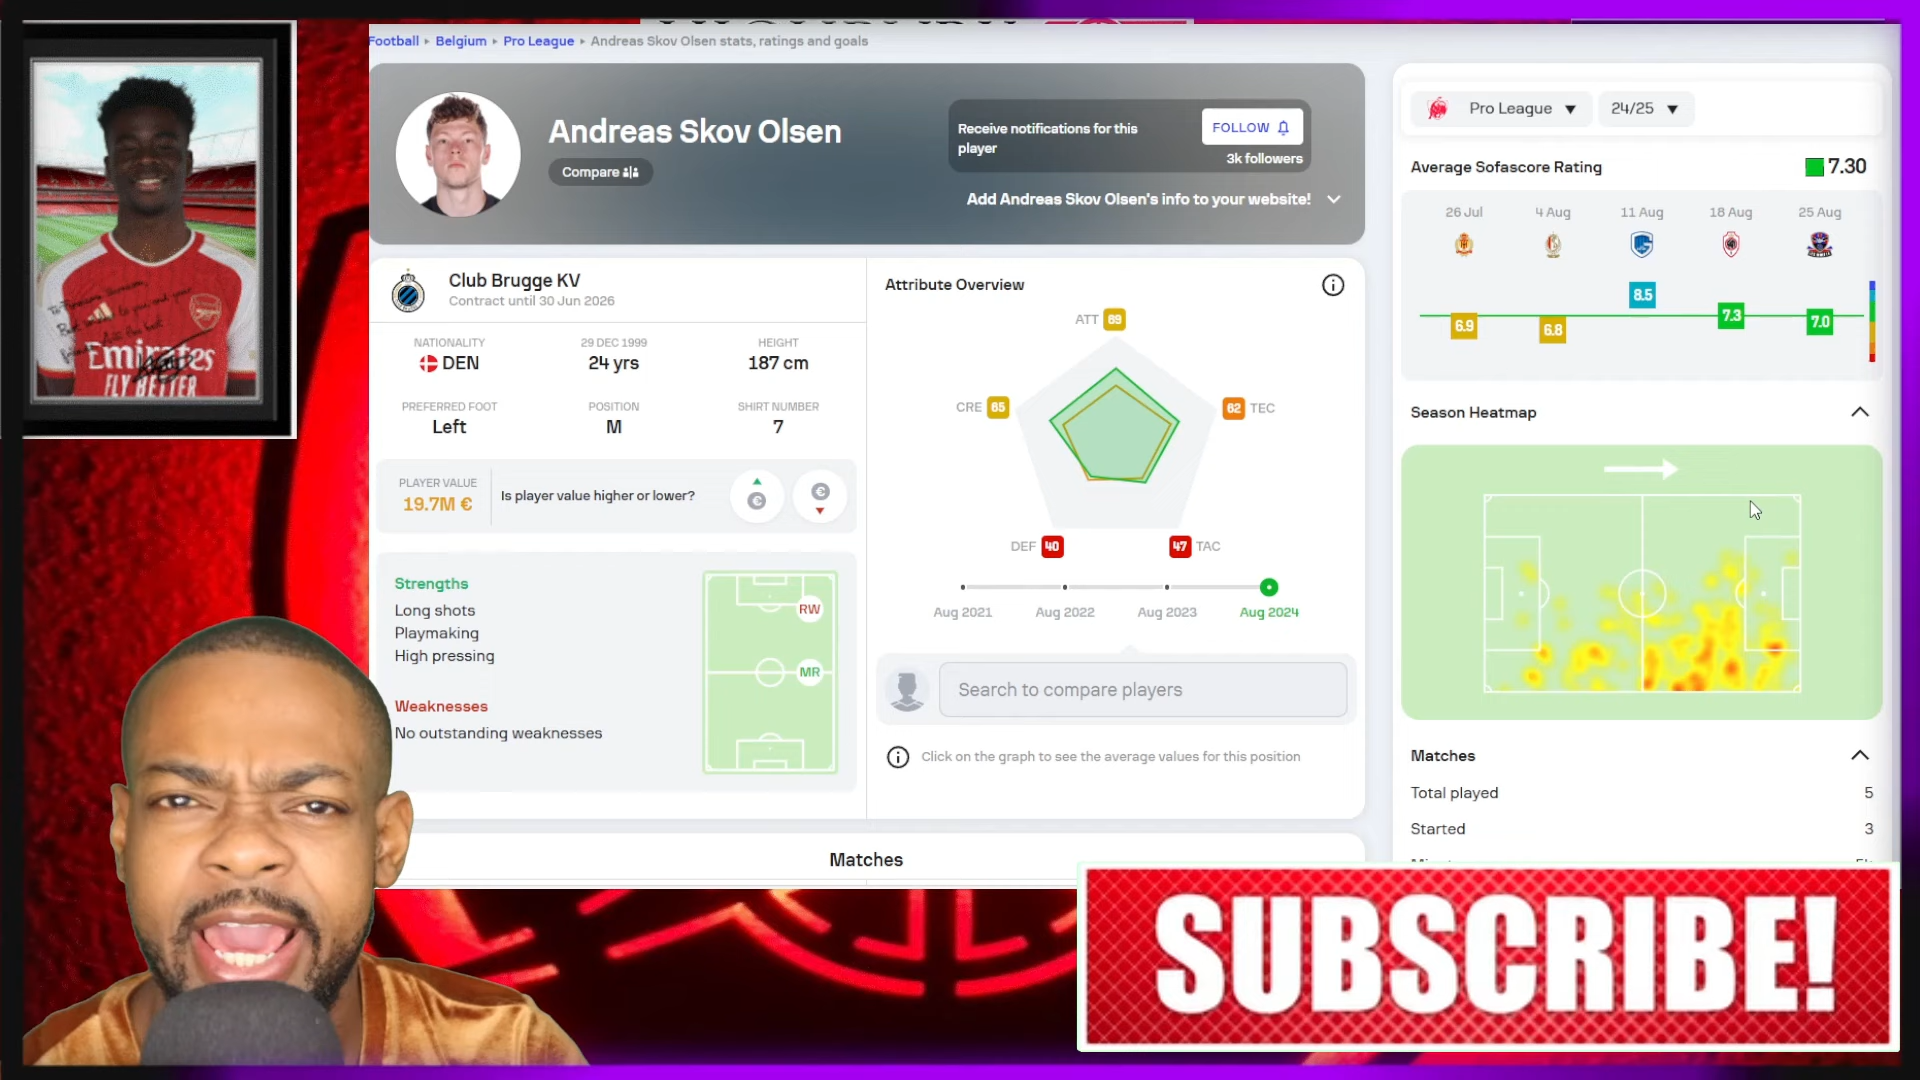 Football ▸ Belgium ▸ Pro League ▸ Andreas Skov Olsen stats, ratings and goals
Andreas Skov Olsen
Compare
Receive notifications for this
player
FOLLOW
3k followers
Add Andreas Skov Olsen's info to your website!
Club Brugge KV
Contract until 30 Jun 2026
NATIONALITY
DEN
29 DEC 1999
24 yrs
HEIGHT
187 cm
PREFERRED FOOT
Left
POSITION
M
SHIRT NUMBER
7
PLAYER VALUE
19.7M €
Is player value higher or lower?
€
€
Strengths
Long shots
Playmaking
High pressing
Weaknesses
No outstanding weaknesses
RW
MR
Attribute Overview
ATT 69
CRE 65
62 TEC
DEF 40
47 TAC
Aug 2021
Aug 2022
Aug 2023
Aug 2024
Search to compare players
Click on the graph to see the average values for this position
Matches
Pro League
24/25
Average Sofascore Rating
7.30
26 Jul
4 Aug
11 Aug
18 Aug
25 Aug
6.9
6.8
8.5
7.3
7.0
Season Heatmap
Matches
Total played 5
Started 3
Emirates
FLY BETTER
SUBSCRIBE!